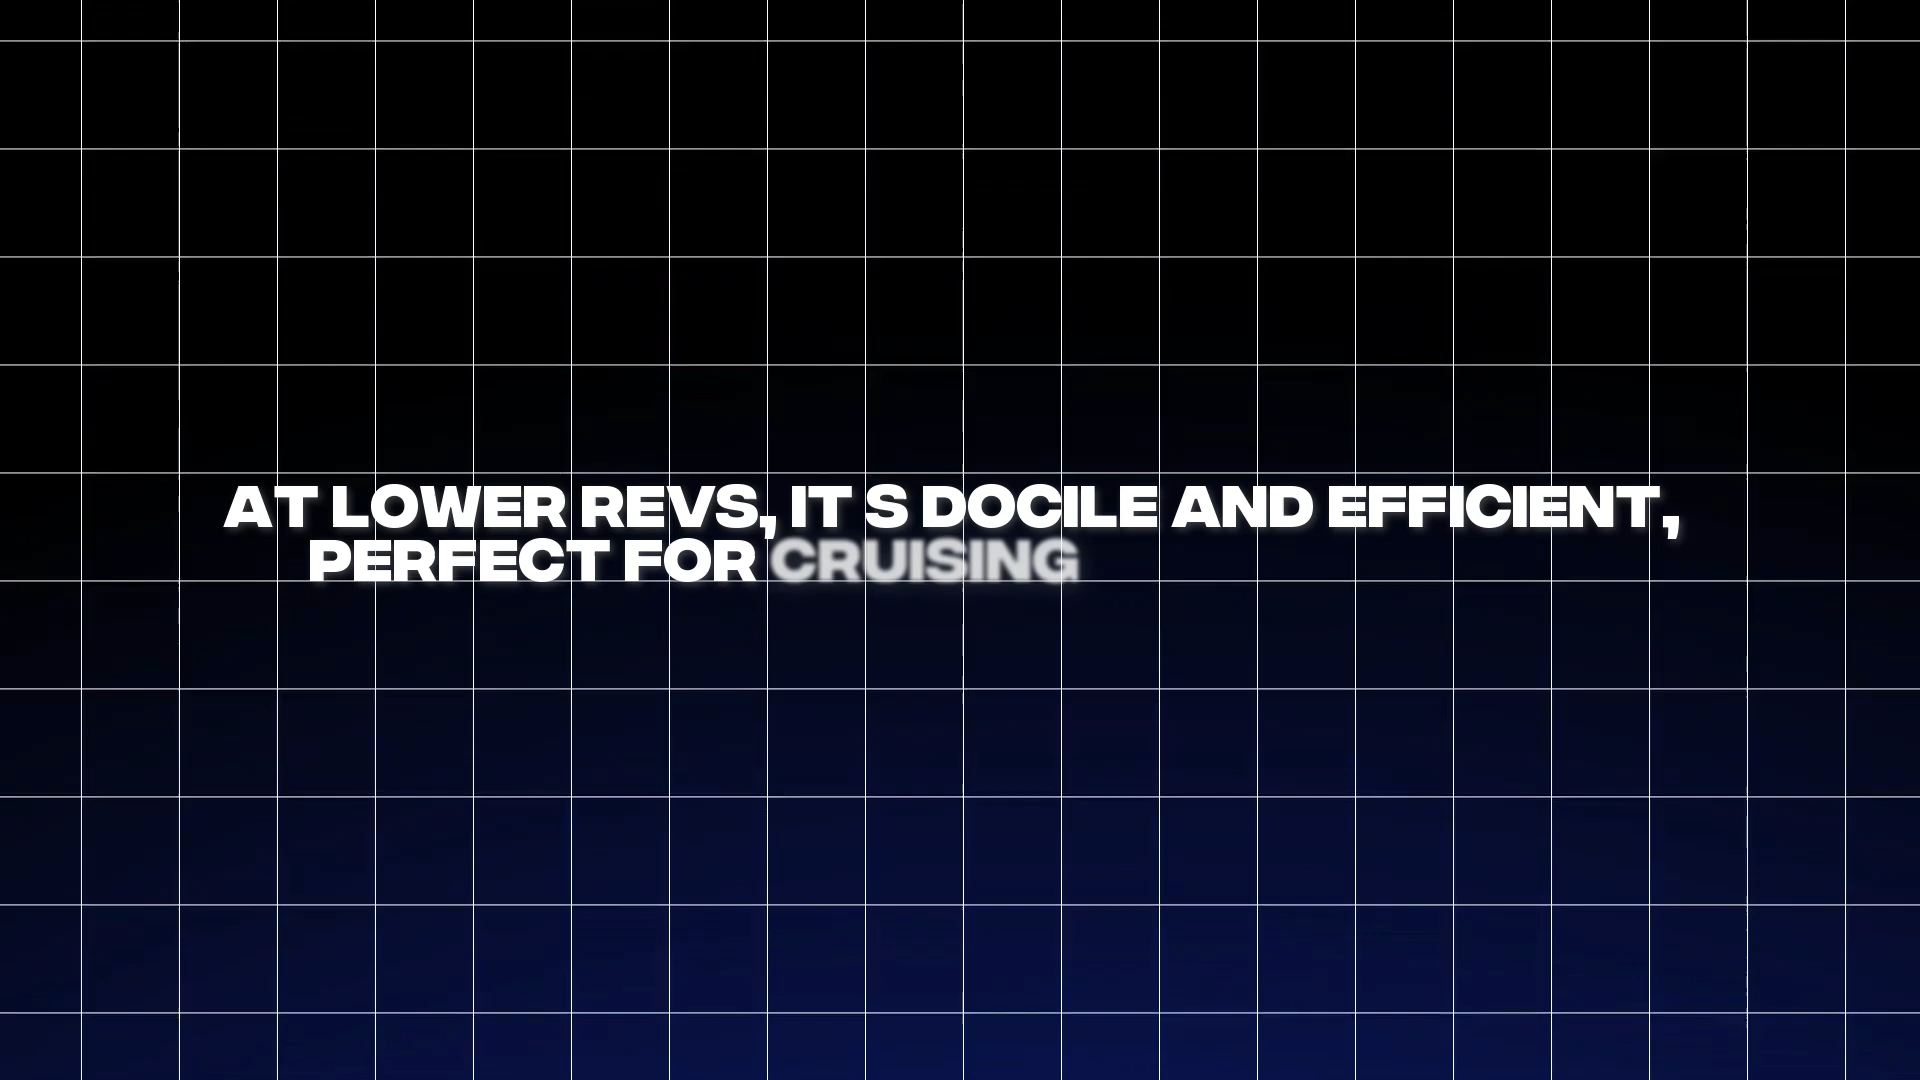 AT LOWER REVS, IT S DOCILE AND EFFICIENT,
PERFECT FOR CRUISING